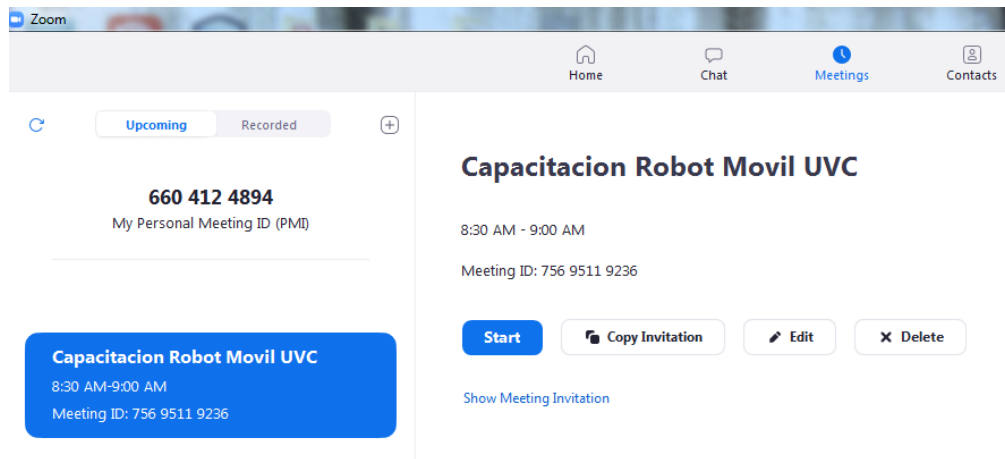 Zoom
Home Chat Meetings Contacts
Upcoming Recorded
660 412 4894
My Personal Meeting ID (PMI)
Capacitacion Robot Movil UVC
8:30 AM-9:00 AM
Meeting ID: 756 9511 9236
Capacitacion Robot Movil UVC
8:30 AM - 9:00 AM
Meeting ID: 756 9511 9236
Start Copy Invitation Edit Delete
Show Meeting Invitation